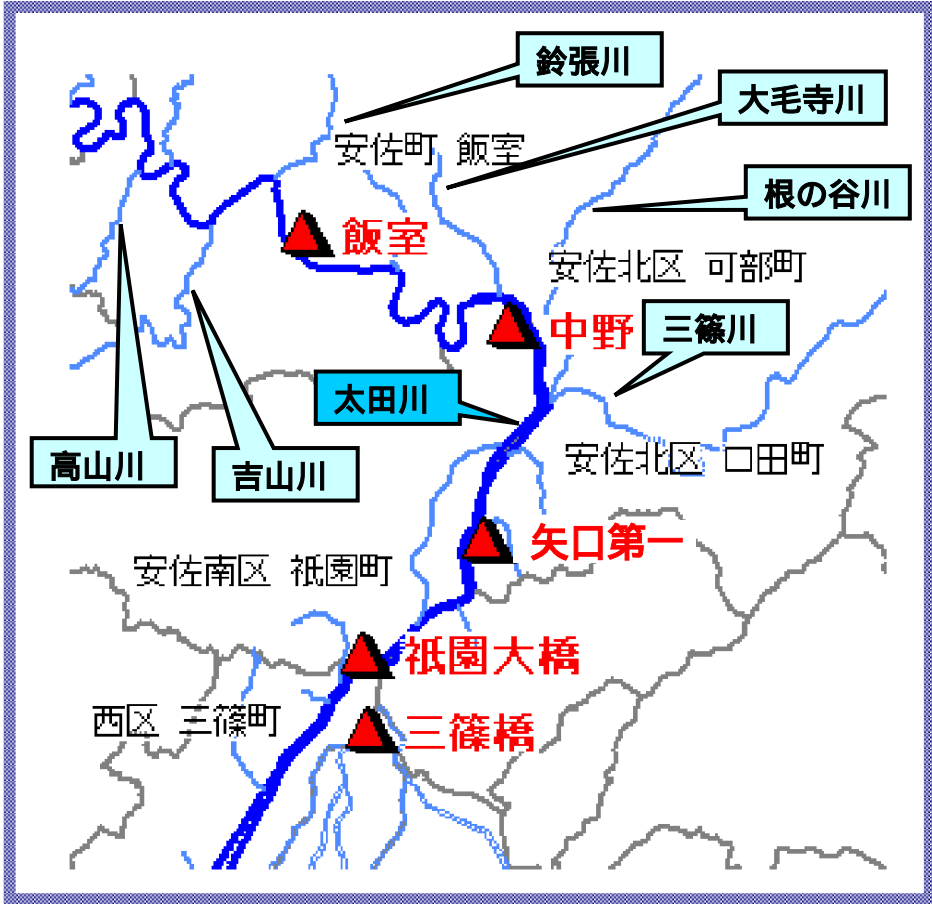 鈴張川
大毛寺川
安佐町 飯室
根の谷川
飯室
安佐北区 可部町
中野
三篠川
太田川
高山川
吉山川
安佐北区 口田町
矢口第一
安佐南区 祇園町
祇園大橋
西区 三篠町
三篠橋